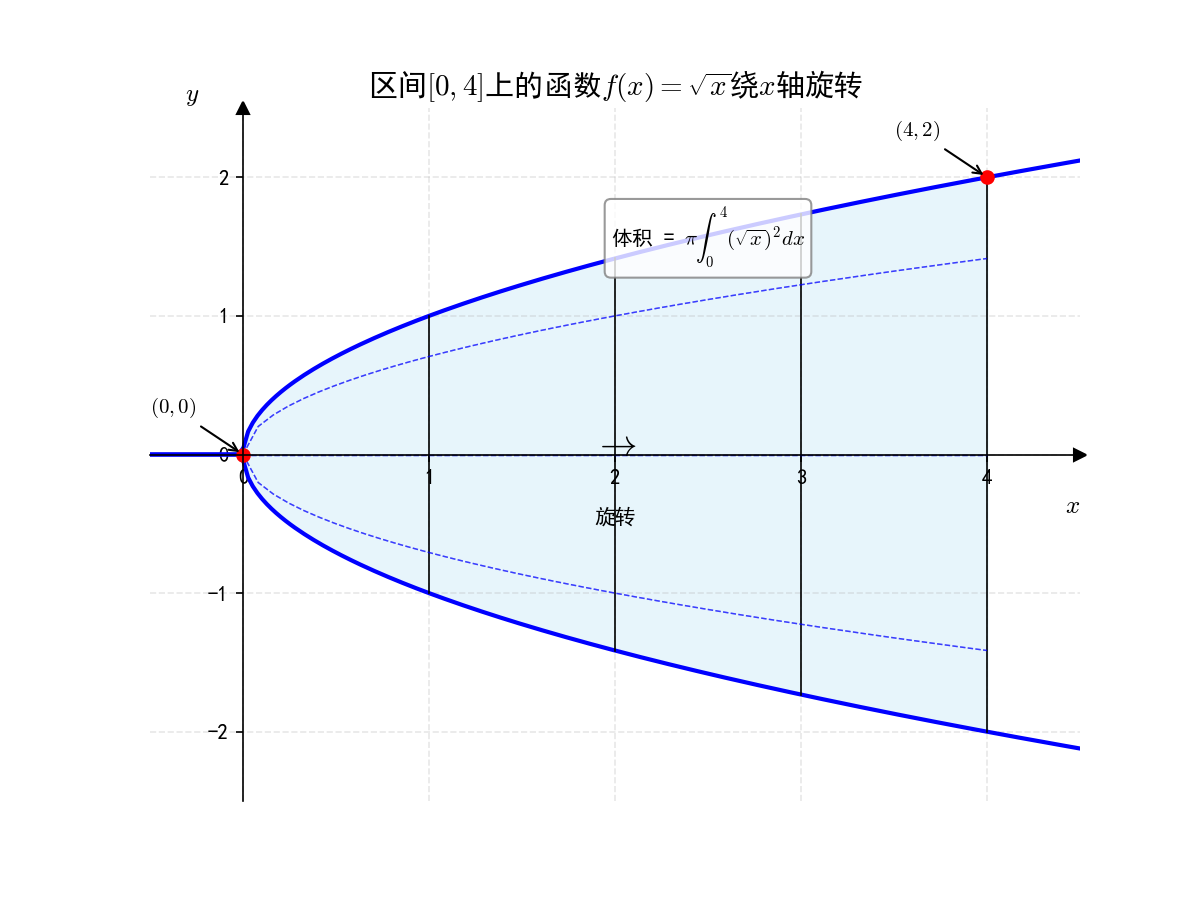 区间[0, 4]上的函数f(x) = √x绕x轴旋转
y
(4, 2)
2
体积 = π∫₀⁴(√x)²dx
1
(0, 0)
0
→
0 1 2 3 4
x
旋转
−1
−2